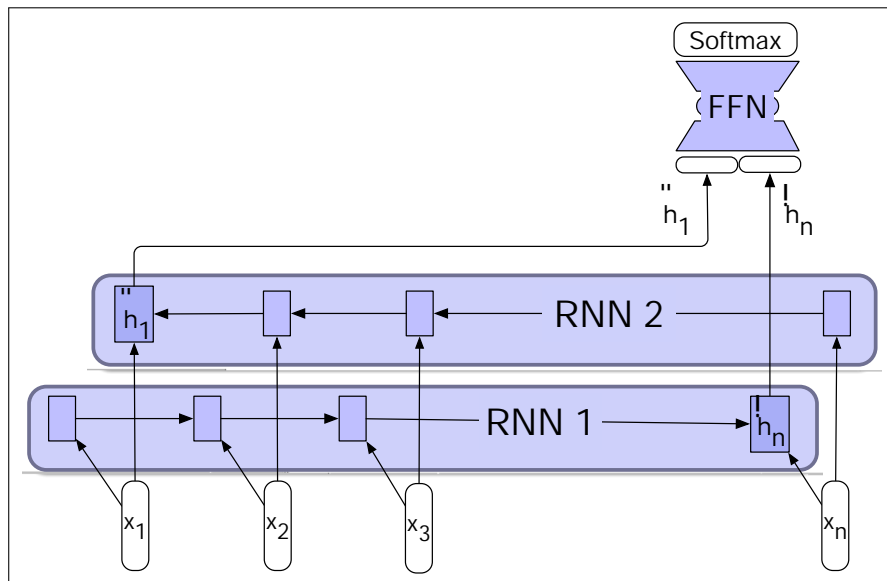 Softmax
FFN
"h1 !hn
"h1 RNN 2
RNN 1 !hn
x1 x2 x3 xn